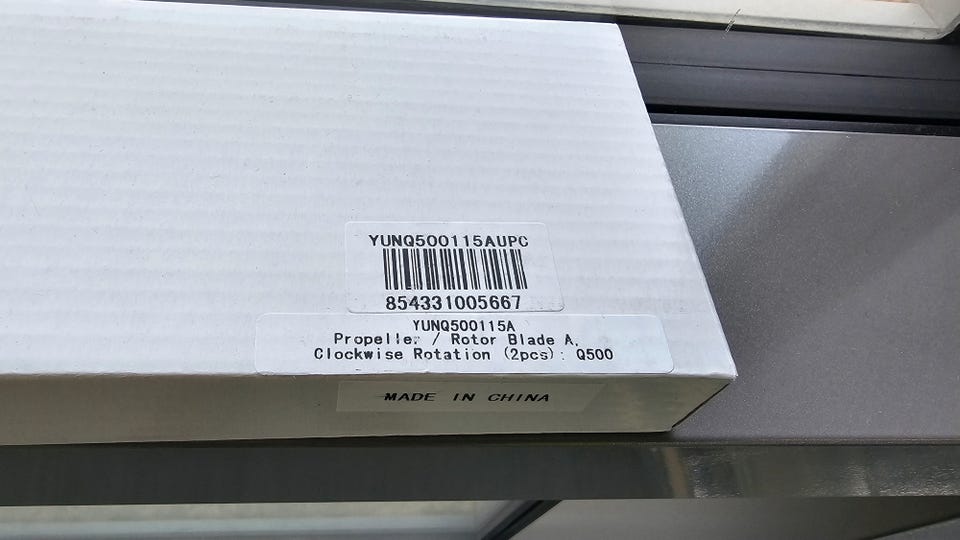 YUNQ500115AUPC
854331005667
YUNQ500115A
Propeller / Rotor Blade A,
Clockwise Rotation (2pcs): Q500
MADE IN CHINA